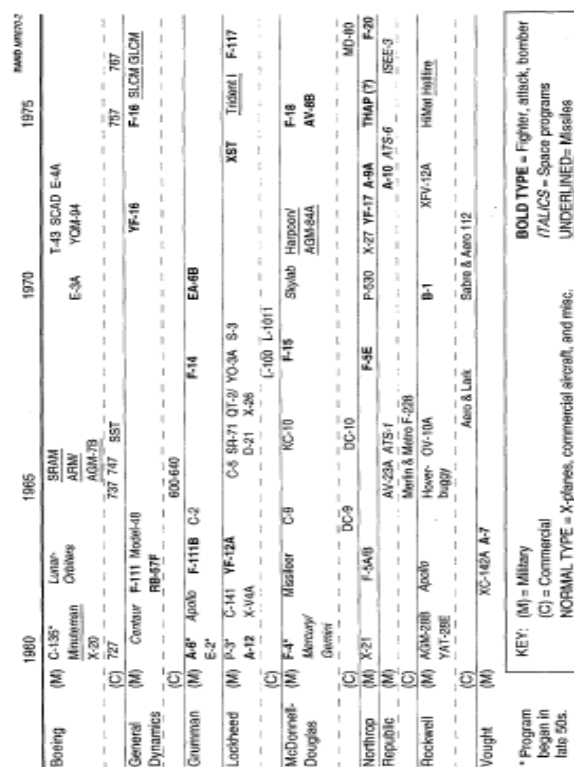 RAND MR670-2
1960 1965 1970 1975
Boeing (M) C-135* Lunar SRAM T-43 SCAD E-4A
Minuteman Orbiters ARM/ E-3A YQM-94
X-20 AGM-7B
(C) 727 737 747 SST 757 767
General (M) Contour F-111 Model-48 YF-16 F-16 SLCM GLCM
Dynamics RB-57F
(C) 600-640
Grumman (M) A-6* Apollo F-111B C-2 F-14 EA-6B
E-2*
Lockheed (M) P-3* C-141 YF-12A C-5 SR-71 QT-2/ YO-3A S-3 XST Trident I F-117
A-12 X-V4A D-21 X-26
(C) L-100 L-1011
McDonnell- (M) F-4* Missileer C-9 KC-10 F-15 Skylab Harpoon/ F-18
Douglas Mercury/ AGM-84A AV-8B
Gemini
(C) DC-9 DC-10 MD-80
Northrop (M) X-21 F-5A/B F-5E P-530 X-27 YF-17 A-9A THAP (?) F-20
Republic (M) AV-23A ATS-1 A-10 ATS-6 ISEE-3
(C) Merlin & Metro F-228
Rockwell (M) AGM-28B Apollo Hover- OV-10A B-1 XFV-12A HiMat Hellfire
YAT-28E buggy
(C) Aero & Lark Sabre & Aero 112
Vought (M) XC-142A A-7
* Program
began in
late 50s.
KEY: (M) = Military BOLD TYPE = Fighter, attack, bomber
(C) = Commercial ITALICS = Space programs
NORMAL TYPE = X-planes, commercial aircraft, and misc. UNDERLINED= Missiles